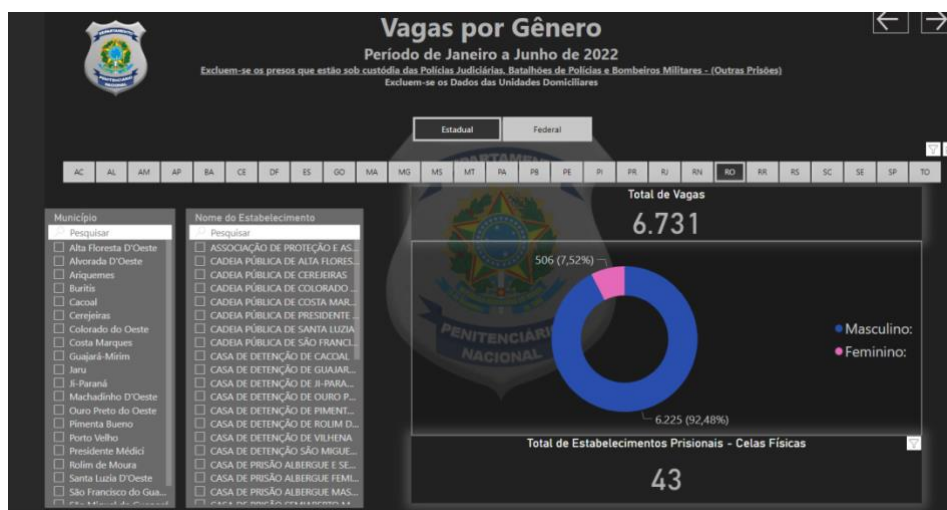 Vagas por Gênero
Período de Janeiro a Junho de 2022
Excluem-se os presos que estão sob custódia das Polícias Judiciárias, Batalhões de Polícias e Bombeiros Militares - (Outras Prisões)
Excluem-se os Dados das Unidades Domiciliares
Estadual Federal
AC AL AM AP BA CE DF ES GO MA MG MS MT PA PB PE PI PR RJ RN RO RR RS SC SE SP TO
Total de Vagas
6.731
Município
Pesquisar
Alta Floresta D'Oeste
Alvorada D'Oeste
Ariquemes
Buritis
Cacoal
Cerejeiras
Colorado do Oeste
Costa Marques
Guajará-Mirim
Jaru
Ji-Paraná
Machadinho D'Oeste
Ouro Preto do Oeste
Pimenta Bueno
Porto Velho
Presidente Médici
Rolim de Moura
Santa Luzia D'Oeste
São Francisco do Gua...
Nome do Estabelecimento
Pesquisar
ASSOCIAÇÃO DE PROTEÇÃO E AS...
CADEIA PÚBLICA DE ALTA FLORES...
CADEIA PÚBLICA DE CEREJEIRAS
CADEIA PÚBLICA DE COLORADO ...
CADEIA PÚBLICA DE COSTA MAR...
CADEIA PÚBLICA DE PRESIDENTE ...
CADEIA PÚBLICA DE SANTA LUZIA
CADEIA PÚBLICA DE SÃO FRANCI...
CASA DE DETENÇÃO DE CACOAL
CASA DE DETENÇÃO DE GUAJAR...
CASA DE DETENÇÃO DE JI-PARA...
CASA DE DETENÇÃO DE OURO P...
CASA DE DETENÇÃO DE PIMENT...
CASA DE DETENÇÃO DE ROLIM D...
CASA DE DETENÇÃO DE VILHENA
CASA DE DETENÇÃO SÃO MIGUE...
CASA DE PRISÃO ALBERGUE E SE...
CASA DE PRISÃO ALBERGUE FEMI...
CASA DE PRISÃO ALBERGUE MAS...
506 (7,52%)
6.225 (92,48%)
Masculino:
Feminino:
PENITENCIÁRIO
NACIONAL
Total de Estabelecimentos Prisionais - Celas Físicas
43